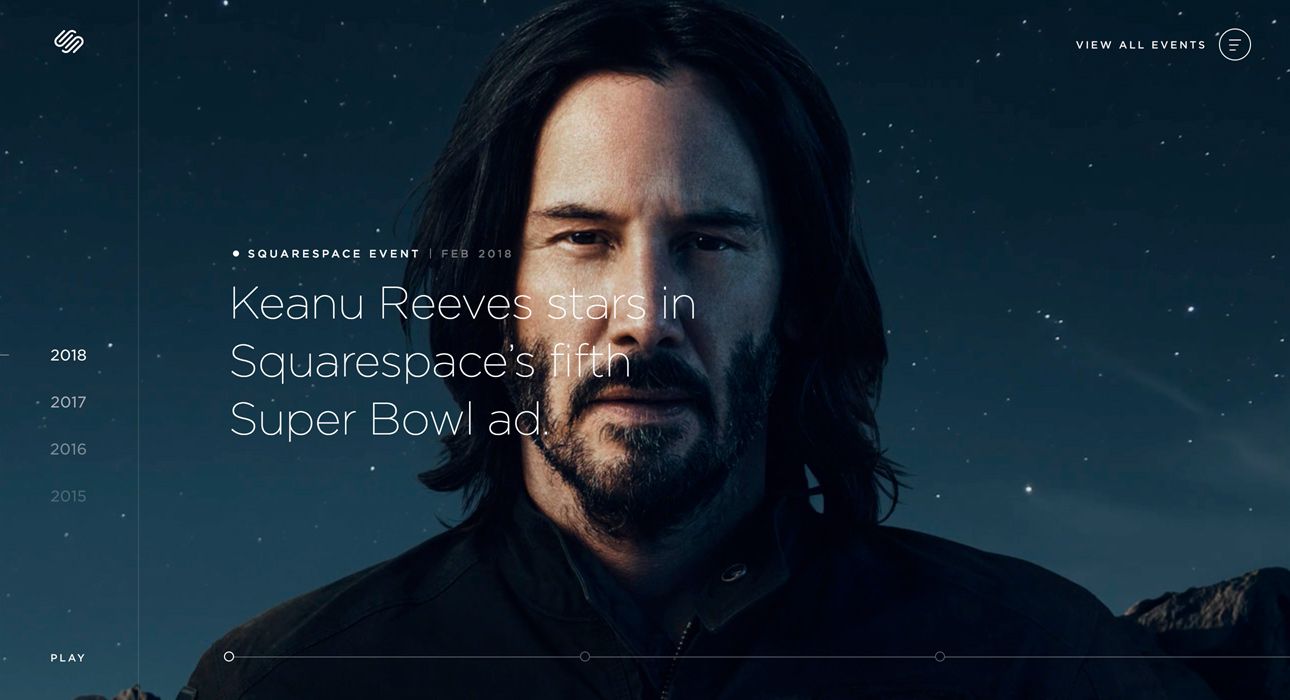 VIEW ALL EVENTS
SQUARESPACE EVENT | FEB 2018
Keanu Reeves stars in
Squarespace’s fifth
Super Bowl ad.
2018
2017
2016
2015
PLAY